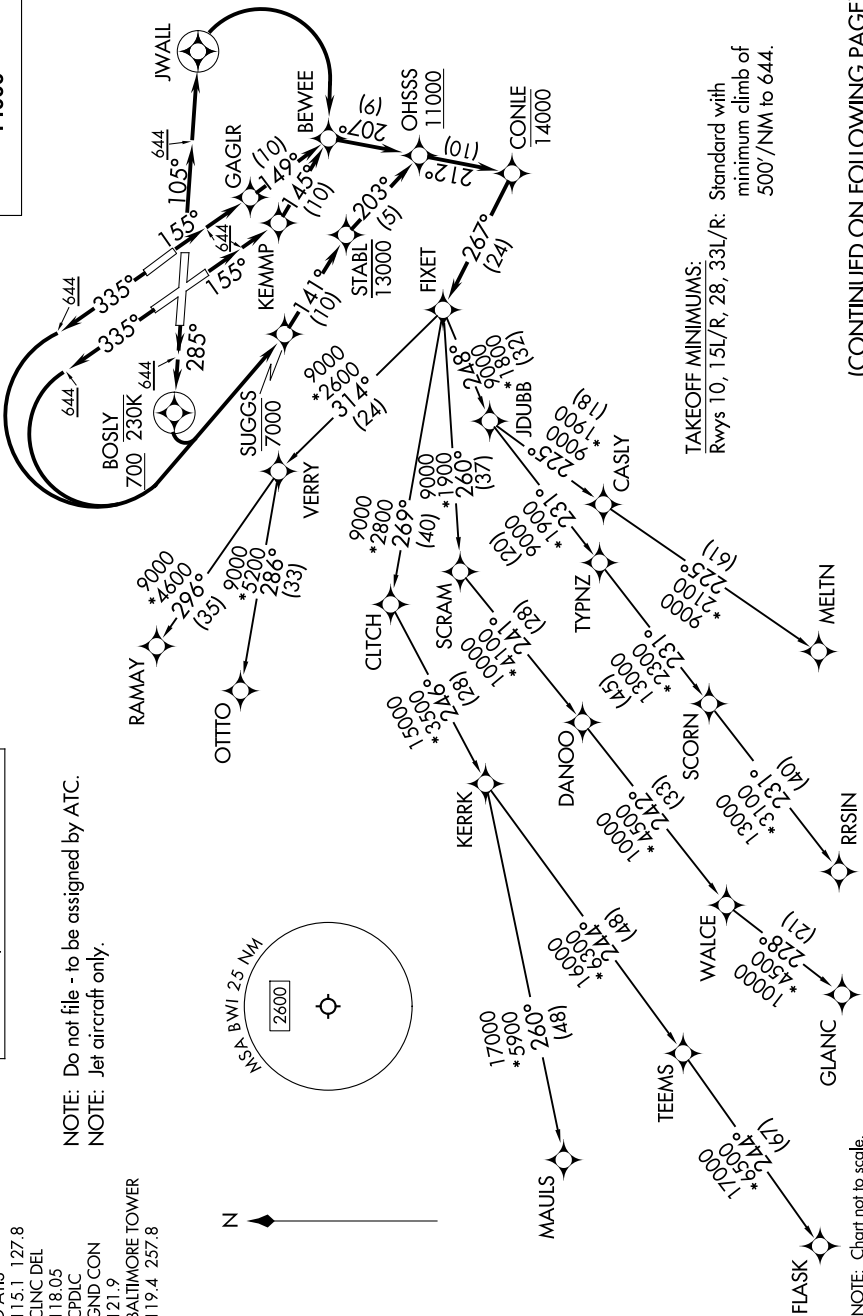 115.1 127.8
CLNC DEL
118.05
CPDLC
GND CON
121.9
BALTIMORE TOWER
119.4 257.8
NOTE: Do not file - to be assigned by ATC.
NOTE: Jet aircraft only.
N
MSA BWI 25 NM
2600
JWALL
644
105°
GAGLR
(10)
149°
155°
644
BEWEE
145°
(10)
KEMMP
155°
644
335°
644
335°
644
285°
BOSLY
700 230K
SUGGS
7000
141°
(10)
STABL
13000
203°
(5)
207°
(9)
OHSSS
11000
212°
(10)
CONLE
14000
267°
(24)
FIXET
9000
*2600
314°
(24)
VERRY
9000
*4600
296°
(35)
RAMAY
9000
*5200
286°
(33)
OTTTO
9000
*2800
269°
(40)
CLTCH
9000
*1900
260°
(37)
SCRAM
248°
9000
*7800
(32)
JDUBB
225°
9000
*1900
(18)
CASLY
9000
*2100
225°
(61)
MELTN
(20)
9000
*1900
231°
TYPNZ
(45)
13000
*2300
231°
SCORN
13000
*3100
231°
(40)
RRSIN
10000
*4100
241°
(28)
DANOO
10000
*4500
242°
(33)
WALCE
10000
*4500
228°
(21)
GLANC
15000
*3500
246°
(28)
KERRK
17000
*5900
260°
(48)
MAULS
16000
*6300
244°
(48)
TEEMS
17000
*6500
244°
(67)
FLASK
TAKEOFF MINIMUMS:
Rwys 10, 15L/R, 28, 33L/R: Standard with
minimum climb of
500'/NM to 644.
NOTE: Chart not to scale.
(CONTINUED ON FOLLOWING PAGE